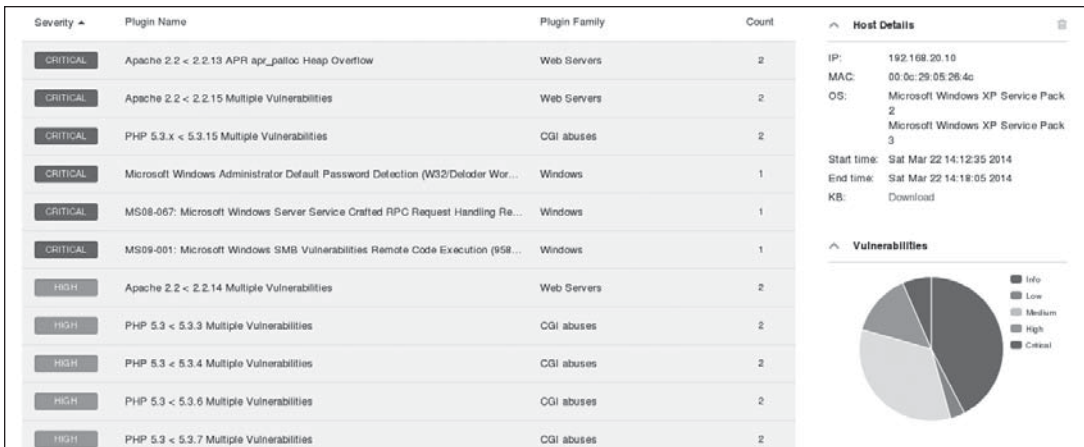 Severity Plugin Name Plugin Family Count
CRITICAL Apache 2.2 < 2.2.13 APR apr_palloc Heap Overflow Web Servers 2
CRITICAL Apache 2.2 < 2.2.15 Multiple Vulnerabilities Web Servers 2
CRITICAL PHP 5.3.x < 5.3.15 Multiple Vulnerabilities CGI abuses 2
CRITICAL Microsoft Windows Administrator Default Password Detection (W32/Deloder Wor... Windows 1
CRITICAL MS08-067: Microsoft Windows Server Service Crafted RPC Request Handling Re... Windows 1
CRITICAL MS09-001: Microsoft Windows SMB Vulnerabilities Remote Code Execution (958... Windows 1
HIGH Apache 2.2 < 2.2.14 Multiple Vulnerabilities Web Servers 2
HIGH PHP 5.3 < 5.3.3 Multiple Vulnerabilities CGI abuses 2
HIGH PHP 5.3 < 5.3.4 Multiple Vulnerabilities CGI abuses 2
HIGH PHP 5.3 < 5.3.6 Multiple Vulnerabilities CGI abuses 2
HIGH PHP 5.3 < 5.3.7 Multiple Vulnerabilities CGI abuses 2
Host Details
IP: 192.168.20.10
MAC: 00:0c:29:05:26:4c
OS: Microsoft Windows XP Service Pack
2
Microsoft Windows XP Service Pack
3
Start time: Sat Mar 22 14:12:35 2014
End time: Sat Mar 22 14:18:05 2014
KB: Download
Vulnerabilities
Info
Low
Medium
High
Critical